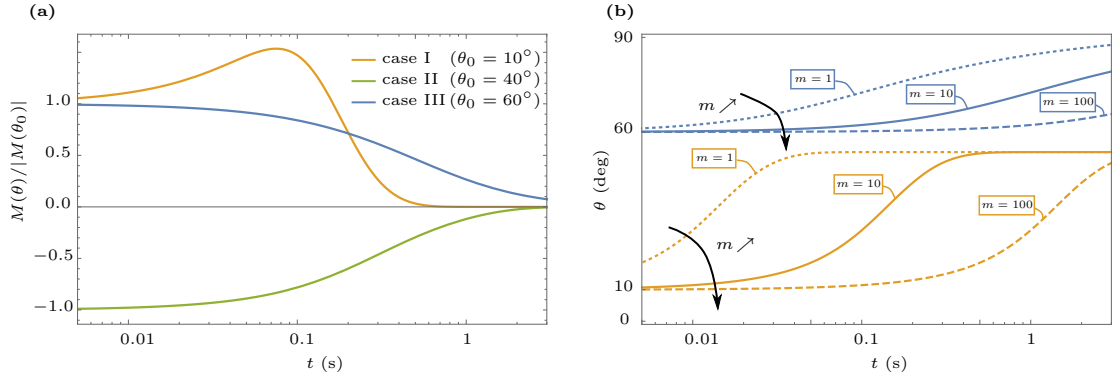 (a)
M(θ)/|M(θ₀)|
1.0
0.5
0.0
−0.5
−1.0
case I (θ₀ = 10°)
case II (θ₀ = 40°)
case III (θ₀ = 60°)
0.01
0.1
1
t (s)
(b)
θ (deg)
90
60
10
0
m = 1
m = 10
m = 100
m ↗
m = 1
m = 10
m = 100
m ↗
0.01
0.1
1
t (s)